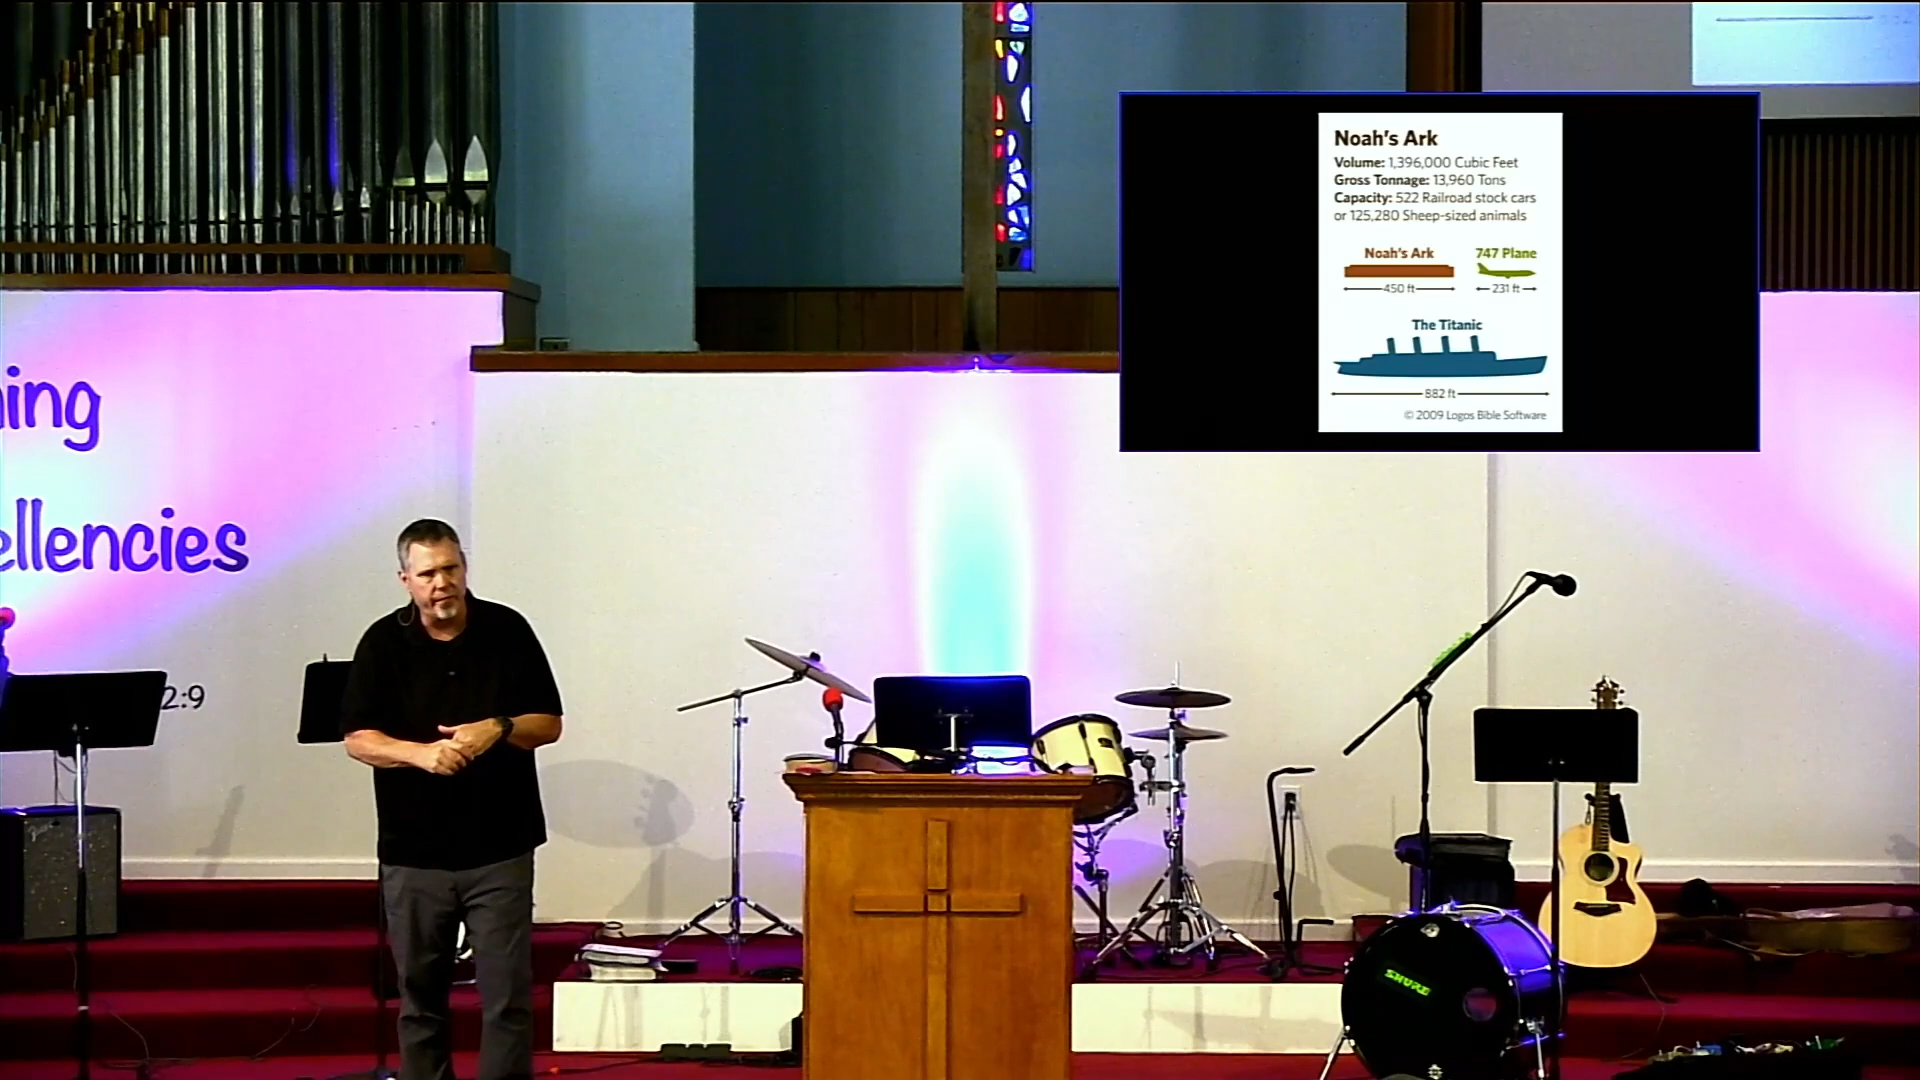 Noah's Ark
Volume: 1,396,000 Cubic Feet
Gross Tonnage: 13,960 Tons
Capacity: 522 Railroad stock cars
or 125,280 Sheep-sized animals
Noah's Ark
747 Plane
450 ft
231 ft
The Titanic
882 ft
© 2009 Logos Bible Software
ing
ellencies
2:9
Fender
SHURE